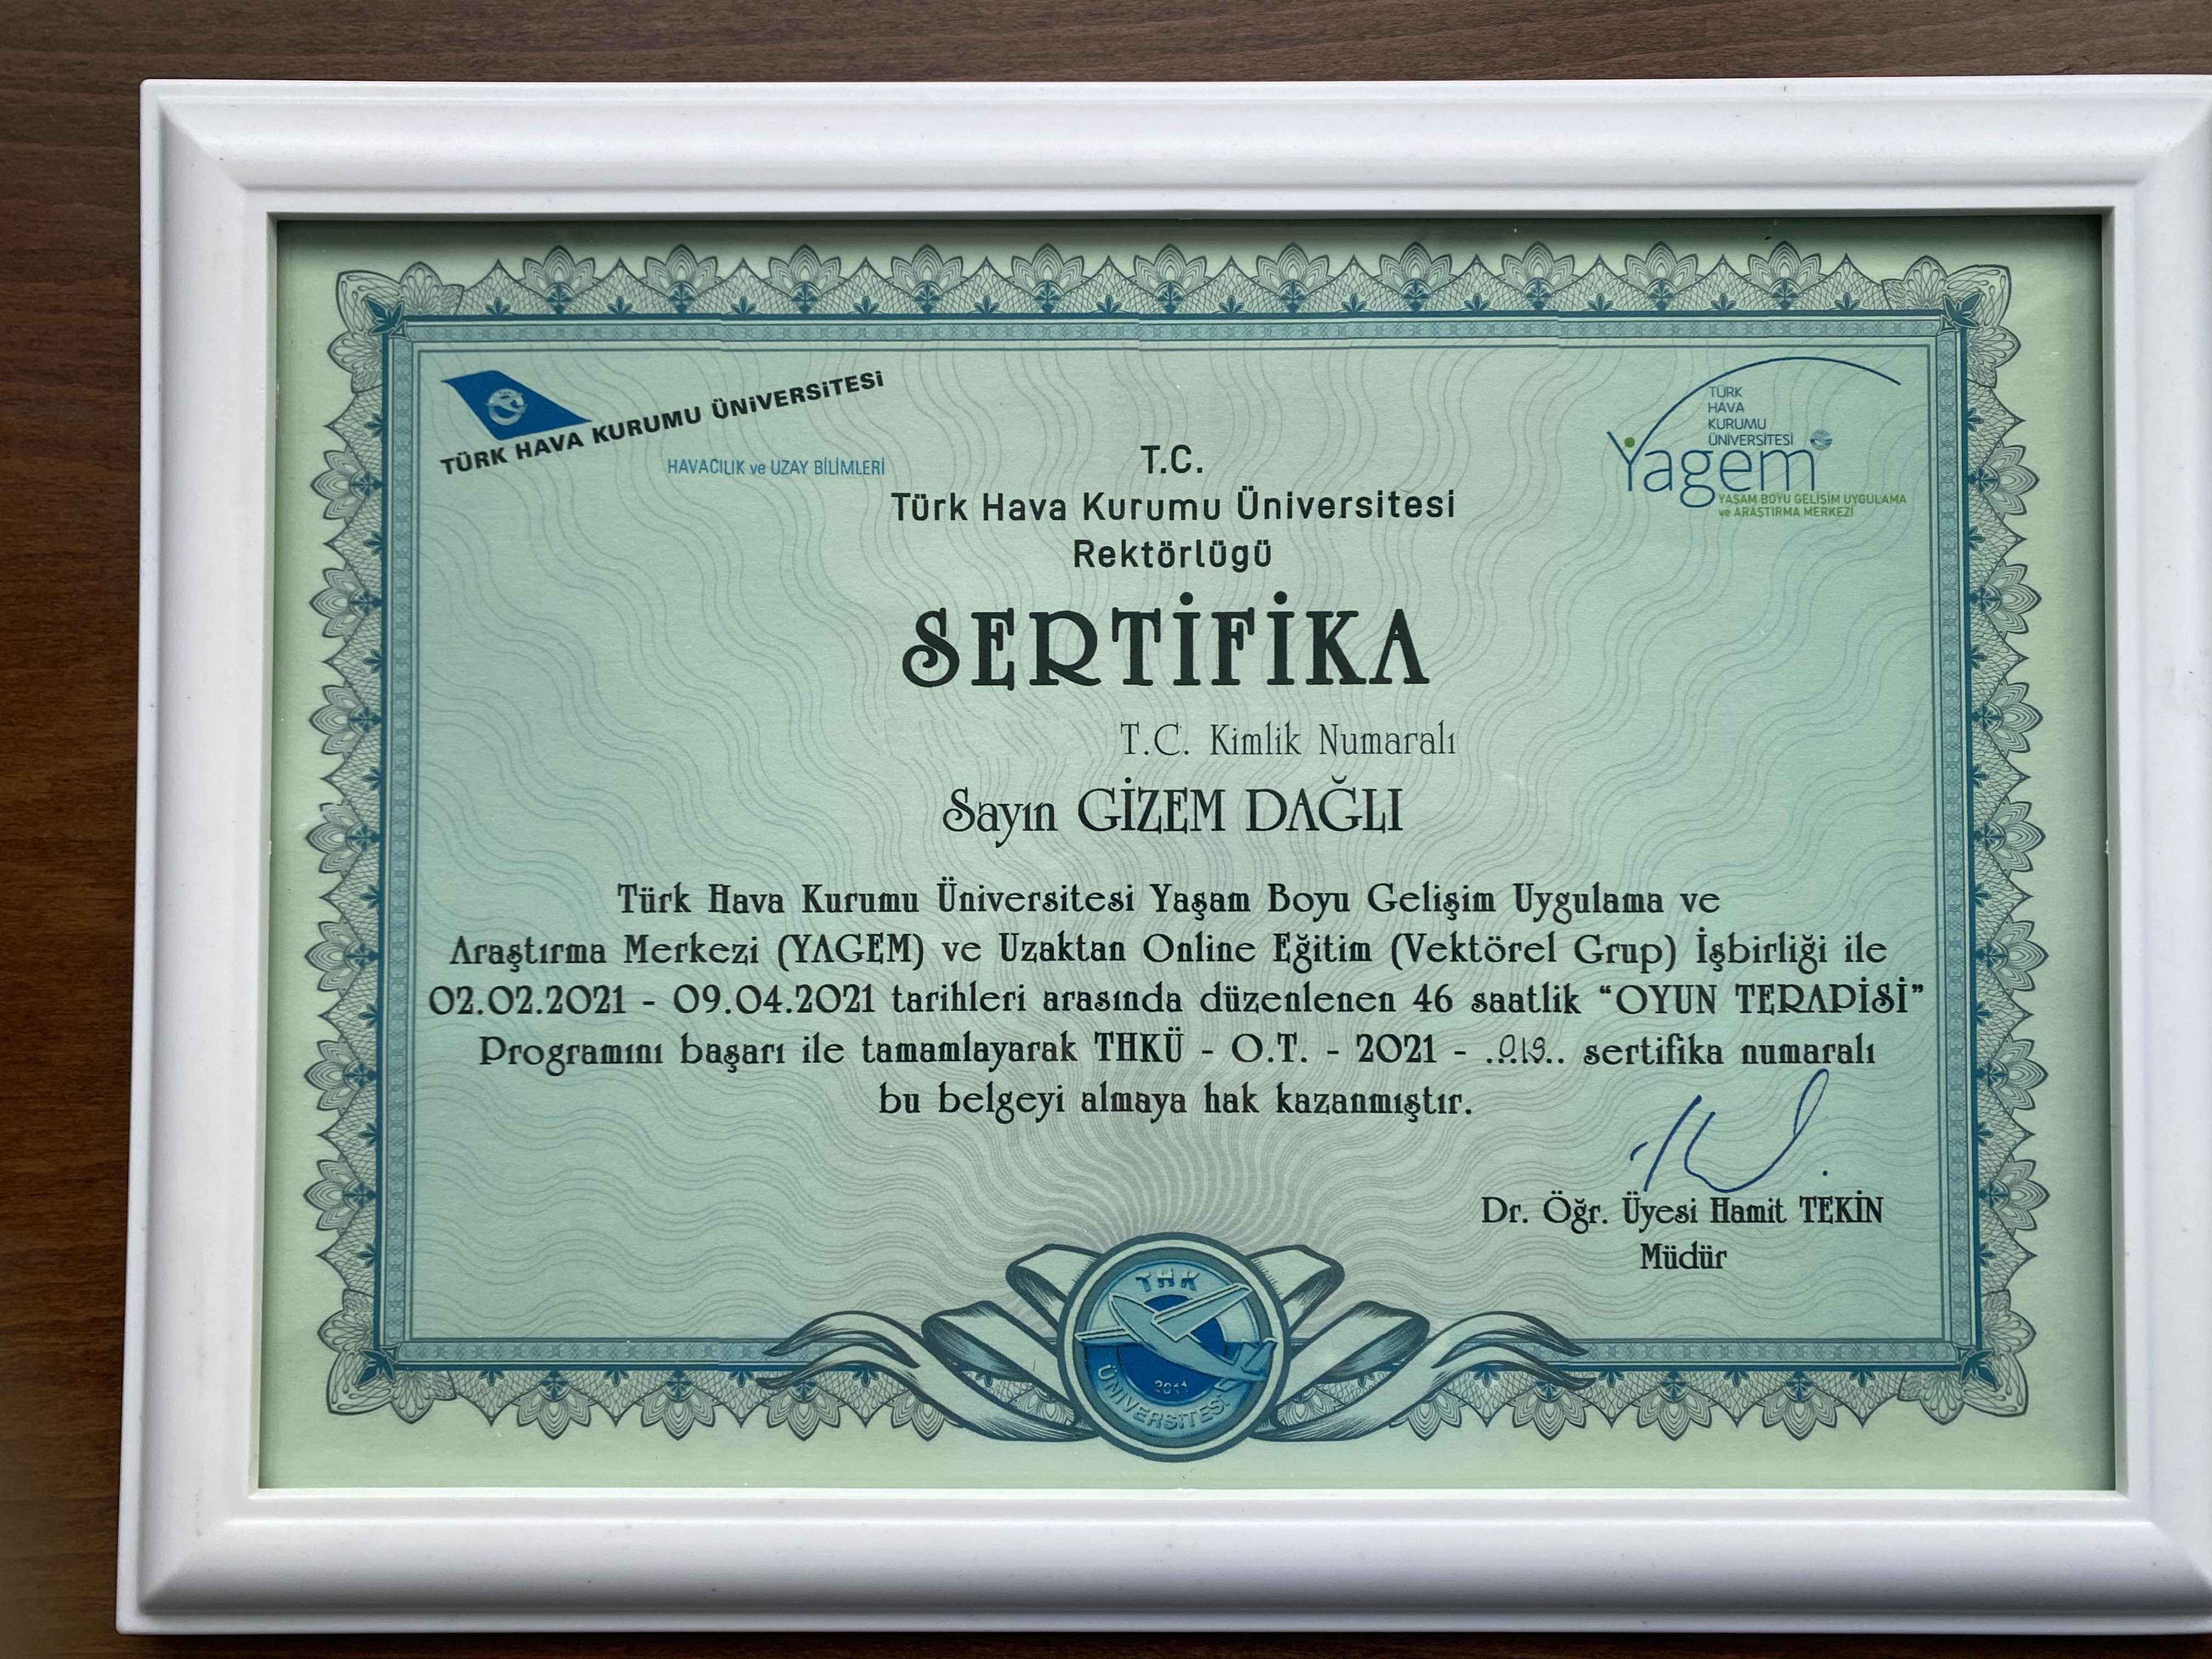 TÜRK HAVA KURUMU ÜNİVERSİTESİ
HAVACILIK ve UZAY BİLİMLERİ
TÜRK
HAVA
KURUMU
ÜNİVERSİTESİ
Yagem
YAŞAM BOYU GELİŞİM UYGULAMA
ve ARAŞTIRMA MERKEZİ
T.C.
Türk Hava Kurumu Üniversitesi
Rektörlügü
SERTİFİKA
T.C. Kimlik Numaralı
Sayın GİZEM DAĞLI
Türk Hava Kurumu Üniversitesi Yaşam Boyu Gelişim Uygulama ve
Araştırma Merkezi (YAGEM) ve Uzaktan Online Eğitim (Vektörel Grup) İşbirliği ile
02.02.2021 - 09.04.2021 tarihleri arasında düzenlenen 46 saatlik “OYUN TERAPİSİ”
Programını başarı ile tamamlayarak THKÜ - O.T. - 2021 - .019.. sertifika numaralı
bu belgeyi almaya hak kazanmıştır.
Dr. Öğr. Üyesi Hamit TEKİN
Müdür
THK
2011
ÜNİVERSİTESİ